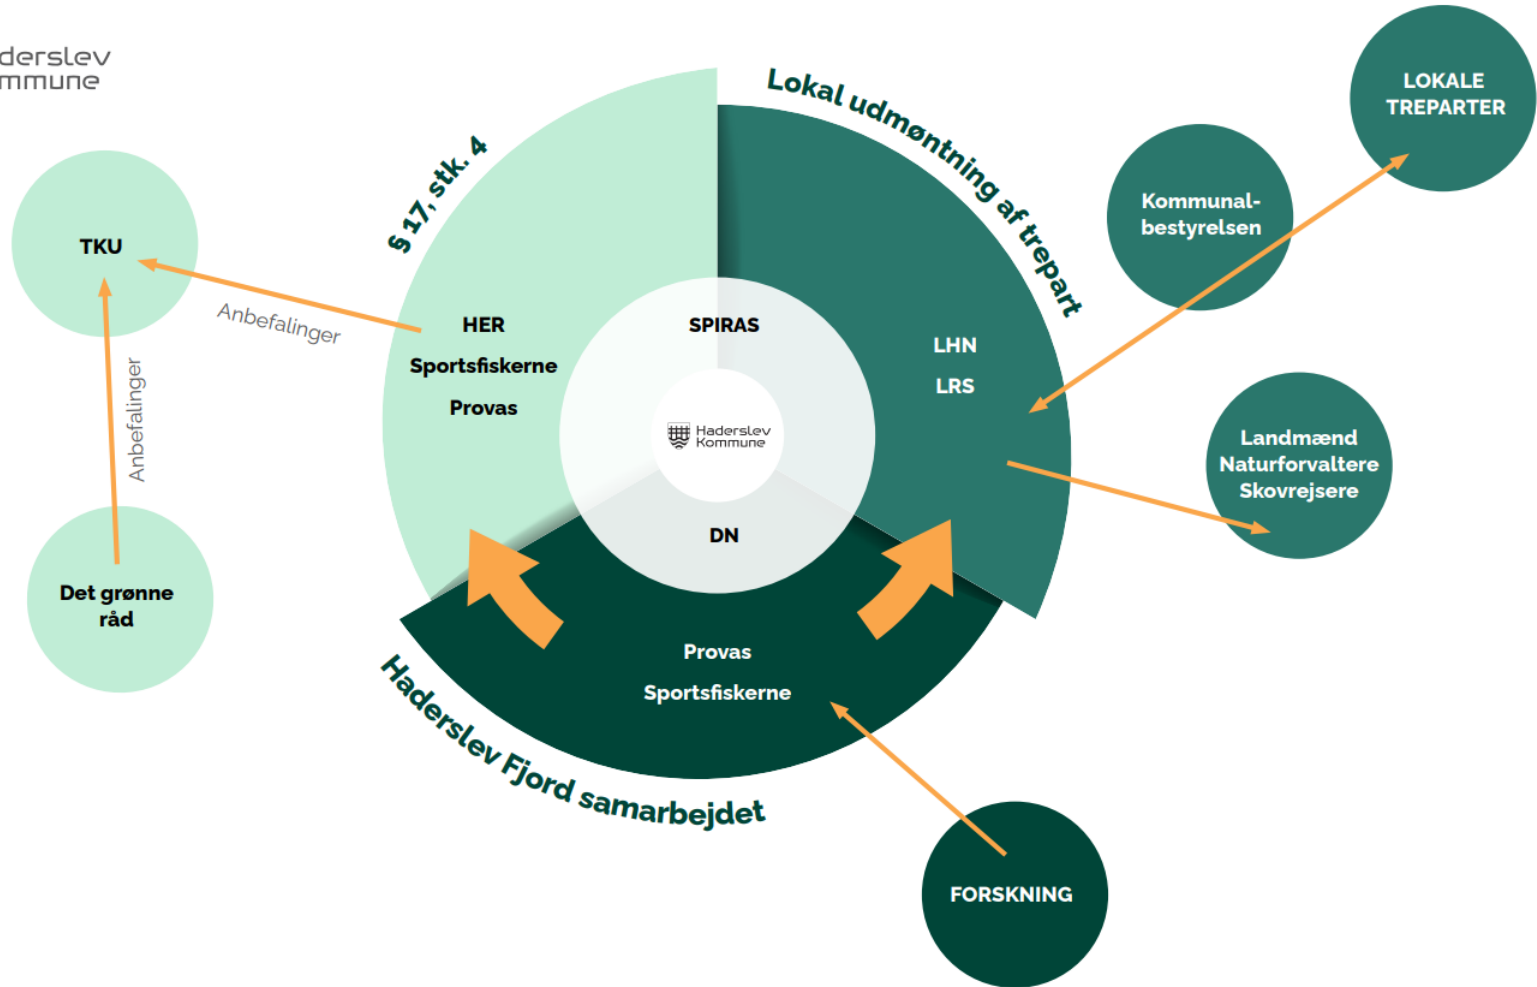 derslev
mmune
Lokal udmøntning af trepart
LOKALE
TREPARTER
§ 17, stk. 4
Kommunal-
bestyrelsen
TKU
Anbefalinger
HER
Sportsfiskerne
Provas
SPIRAS
LHN
LRS
Haderslev
Kommune
Anbefalinger
Landmænd
Naturforvaltere
Skovrejsere
DN
Det grønne
råd
Provas
Sportsfiskerne
Haderslev Fjord samarbejdet
FORSKNING